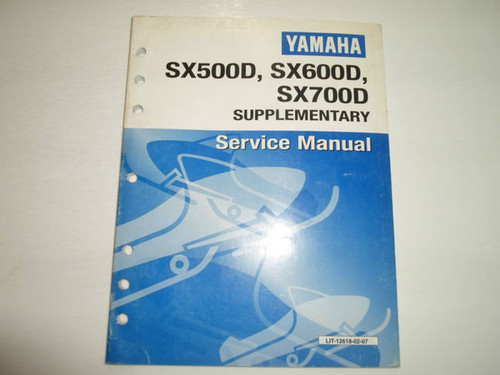 YAMAHA
SX500D, SX600D,
SX700D
SUPPLEMENTARY
Service Manual
LIT-12618-02-07